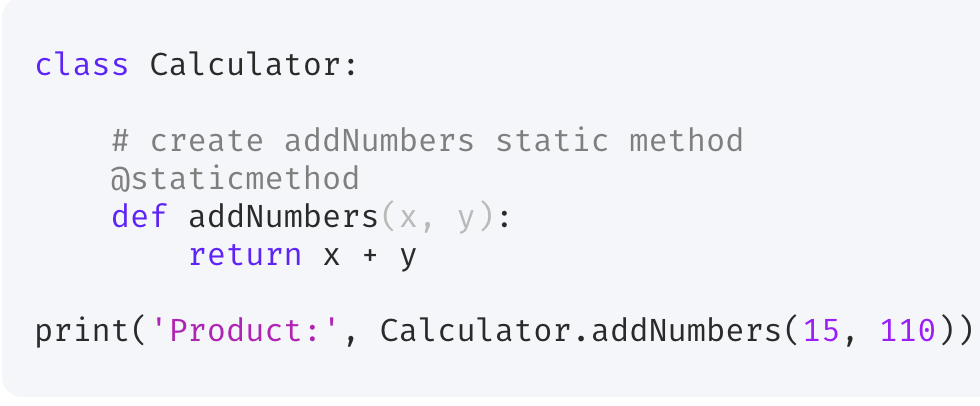 class Calculator:
    # create addNumbers static method
    @staticmethod
    def addNumbers(x, y):
        return x + y
print('Product:', Calculator.addNumbers(15, 110))